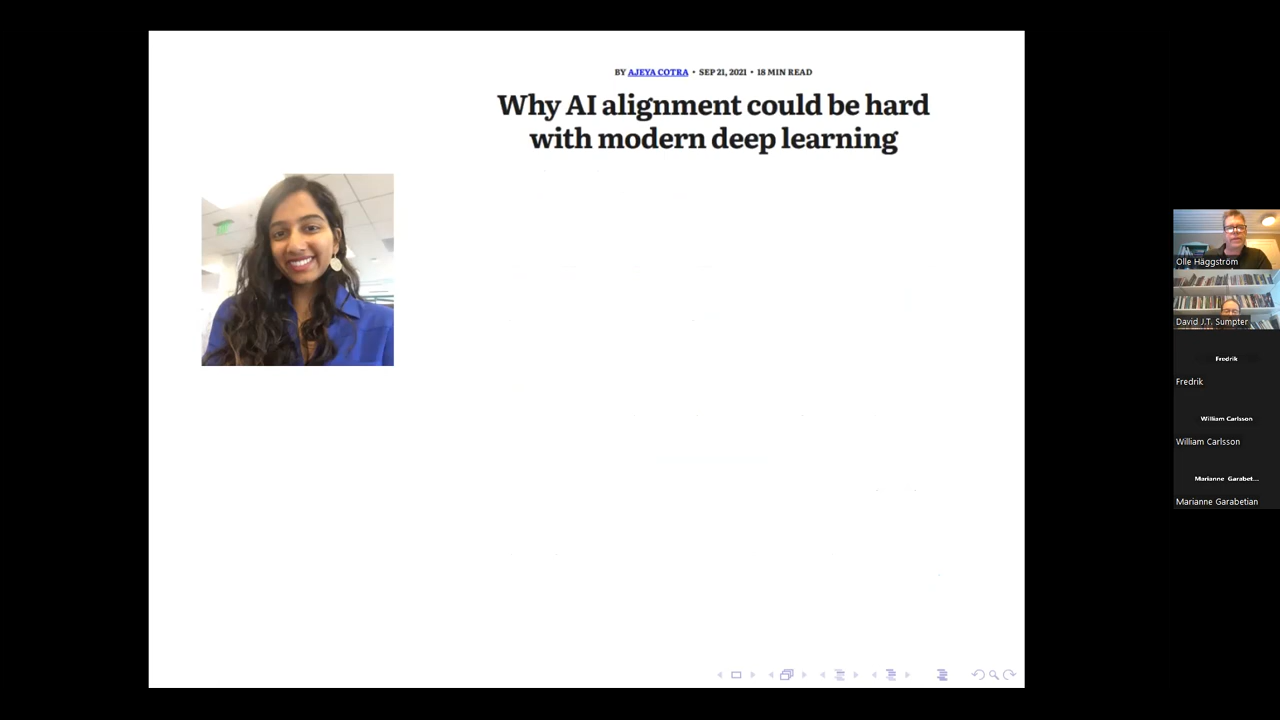 BY AJEYA COTRA • SEP 21, 2021 • 18 MIN READ
Why AI alignment could be hard
with modern deep learning
Olle Häggström
David J.T. Sumpter
Fredrik
Fredrik
William Carlsson
William Carlsson
Marianne Garabet...
Marianne Garabetian